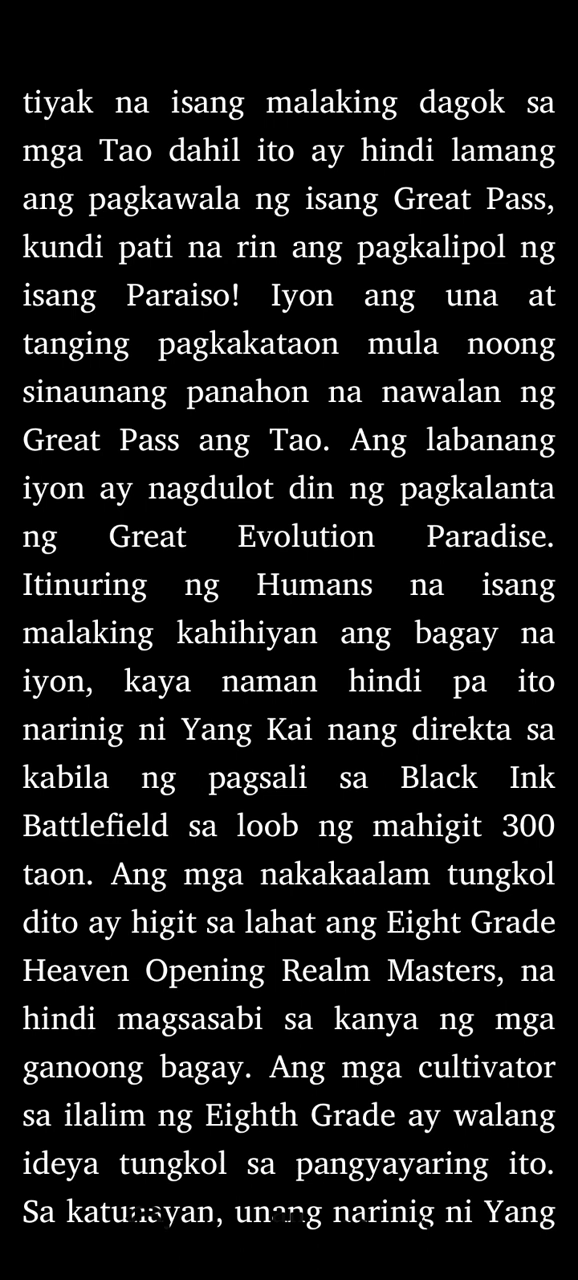 tiyak na isang malaking dagok sa
mga Tao dahil ito ay hindi lamang
ang pagkawala ng isang Great Pass,
kundi pati na rin ang pagkalipol ng
isang Paraiso! Iyon ang una at
tanging pagkakataon mula noong
sinaunang panahon na nawalan ng
Great Pass ang Tao. Ang labanang
iyon ay nagdulot din ng pagkalanta
ng Great Evolution Paradise.
Itinuring ng Humans na isang
malaking kahihiyan ang bagay na
iyon, kaya naman hindi pa ito
narinig ni Yang Kai nang direkta sa
kabila ng pagsali sa Black Ink
Battlefield sa loob ng mahigit 300
taon. Ang mga nakakaalam tungkol
dito ay higit sa lahat ang Eight Grade
Heaven Opening Realm Masters, na
hindi magsasabi sa kanya ng mga
ganoong bagay. Ang mga cultivator
sa ilalim ng Eighth Grade ay walang
ideya tungkol sa pangyayaring ito.
Sa katunayan, unang narinig ni Yang